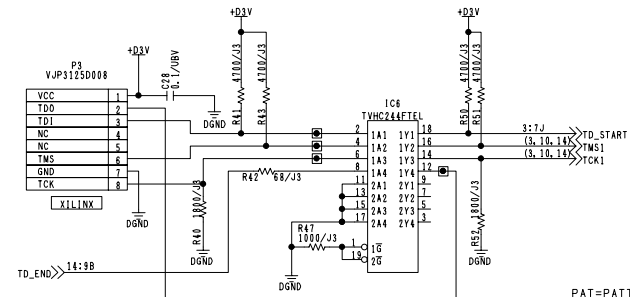 +D3V
+D3V
+D3V
P3
VJP3125D008
C28
0.1/UBV
4700/J3
4700/J3
R41
R43
4700/J3
4700/J3
R50
R51
IC6
TVHC244FTEL
VCC 1
TDO 2
TDI 3
NC 4
NC 5
TMS 6
GND 7
TCK 8
XILINX
DGND
DGND
R40
1800/J3
DGND
R42 68/J3
2 1A1 1Y1 18
4 1A2 1Y2 16
6 1A3 1Y3 14
8 1A4 1Y4 12
11 2A1 2Y1 9
13 2A2 2Y2 7
15 2A3 2Y3 5
17 2A4 2Y4 3
1 1G
19 2G
R47
1000/J3
DGND
3:7J TD_START
(3,10,14) TMS1
(3,10,14) TCK1
R52
1800/J3
DGND
TD_END 14:9B
PAT=PATT